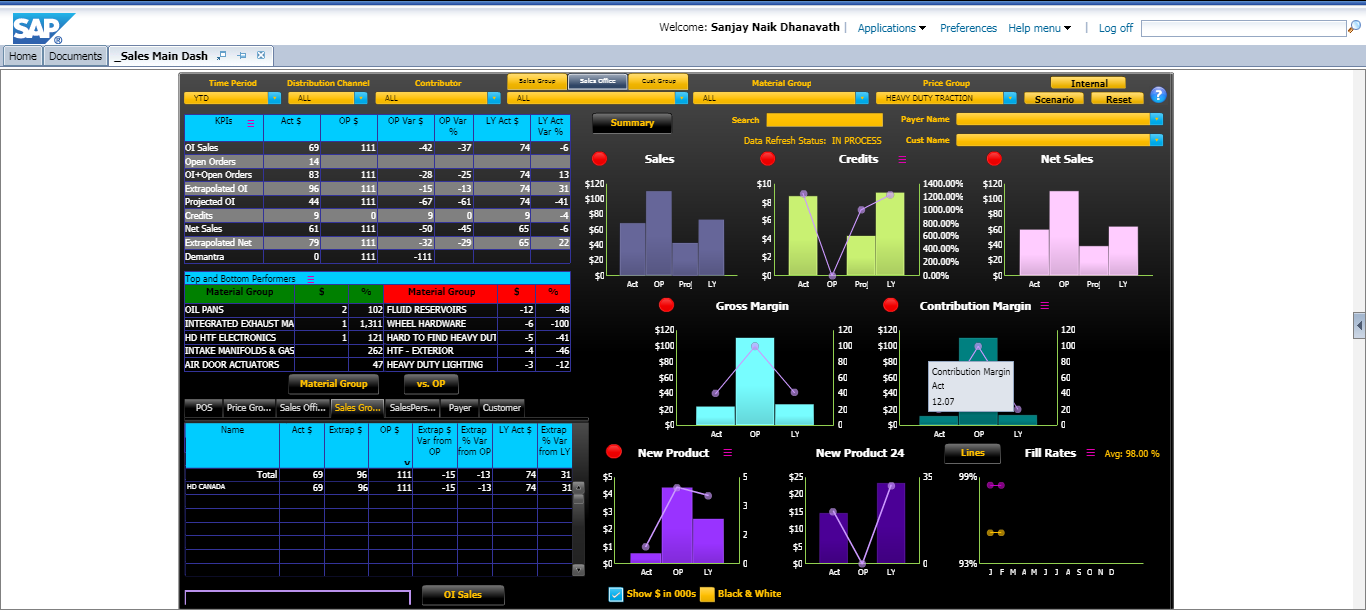 SAP ®
Welcome: Sanjay Naik Dhanavath | Applications Preferences Help menu | Log off
Home Documents _Sales Main Dash
Time Period Distribution Channel Contributor Sales Group Sales Office Cust Group Material Group Price Group Internal
YTD ALL ALL ALL ALL HEAVY DUTY TRACTION Scenario Reset ?
KPIs Act $ OP $ OP Var $ OP Var % LY Act $ LY Act Var %
OI Sales 69 111 -42 -37 74 -6
Open Orders 14
OI+Open Orders 83 111 -28 -25 74 13
Extrapolated OI 96 111 -15 -13 74 31
Projected OI 44 111 -67 -61 74 -41
Credits 9 0 9 0 9 -4
Net Sales 61 111 -50 -45 65 -6
Extrapolated Net 79 111 -32 -29 65 22
Demantra 0 111 -111
Summary Search Payer Name
Data Refresh Status: IN PROCESS Cust Name
Sales
$120
$100
$80
$60
$40
$20
$0
Act OP Proj LY
Credits
$10
$8
$6
$4
$2
$0
1400.00%
1200.00%
1000.00%
800.00%
600.00%
400.00%
200.00%
0.00%
Act OP Proj LY
Net Sales
$120
$100
$80
$60
$40
$20
$0
Act OP Proj LY
Top and Bottom Performers
Material Group $ % Material Group $ %
OIL PANS 2 102 FLUID RESERVOIRS -12 -48
INTEGRATED EXHAUST MA 1 1,311 WHEEL HARDWARE -6 -100
HD HTF ELECTRONICS 1 121 HARD TO FIND HEAVY DUT -5 -41
INTAKE MANIFOLDS & GAS 262 HTF - EXTERIOR -4 -46
AIR DOOR ACTUATORS 47 HEAVY DUTY LIGHTING -3 -12
Material Group vs. OP
Gross Margin
$120
$100
$80
$60
$40
$20
$0
120
100
80
60
40
20
0
Act OP LY
Contribution Margin
$120
$100
$80
$60
$40
$20
$0
120
100
80
60
40
20
0
Contribution Margin
Act
12.07
Act OP LY
POS Price Gro... Sales Offi... Sales Gro... SalesPers... Payer Customer
Name Act $ Extrap $ OP $ Extrap $ Var from OP Extrap % Var from OP LY Act $ Extrap % Var from LY
Total 69 96 111 -15 -13 74 31
HD CANADA 69 96 111 -15 -13 74 31
OI Sales
New Product
$5
$4
$3
$2
$1
$0
5
3
2
0
Act OP LY
New Product 24
$25
$20
$15
$10
$5
$0
35
0
Act OP LY
Lines Fill Rates Avg: 98.00 %
99%
93%
J F M A M J J A S O N D
Show $ in 000s Black & White